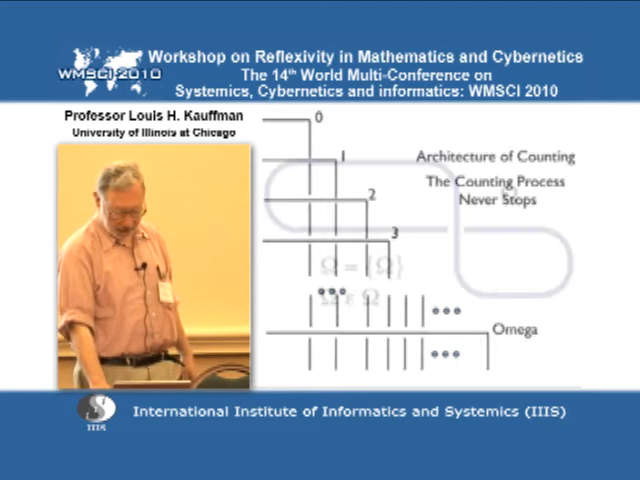 WMSCI 2010
Workshop on Reflexivity in Mathematics and Cybernetics
The 14th World Multi-Conference on
Systemics, Cybernetics and informatics: WMSCI 2010
Professor Louis H. Kauffman
University of Illinois at Chicago
0
1
2
3
Architecture of Counting
The Counting Process
Never Stops
Ω = {Ω}
Omega
IIIS
International Institute of Informatics and Systemics (IIIS)